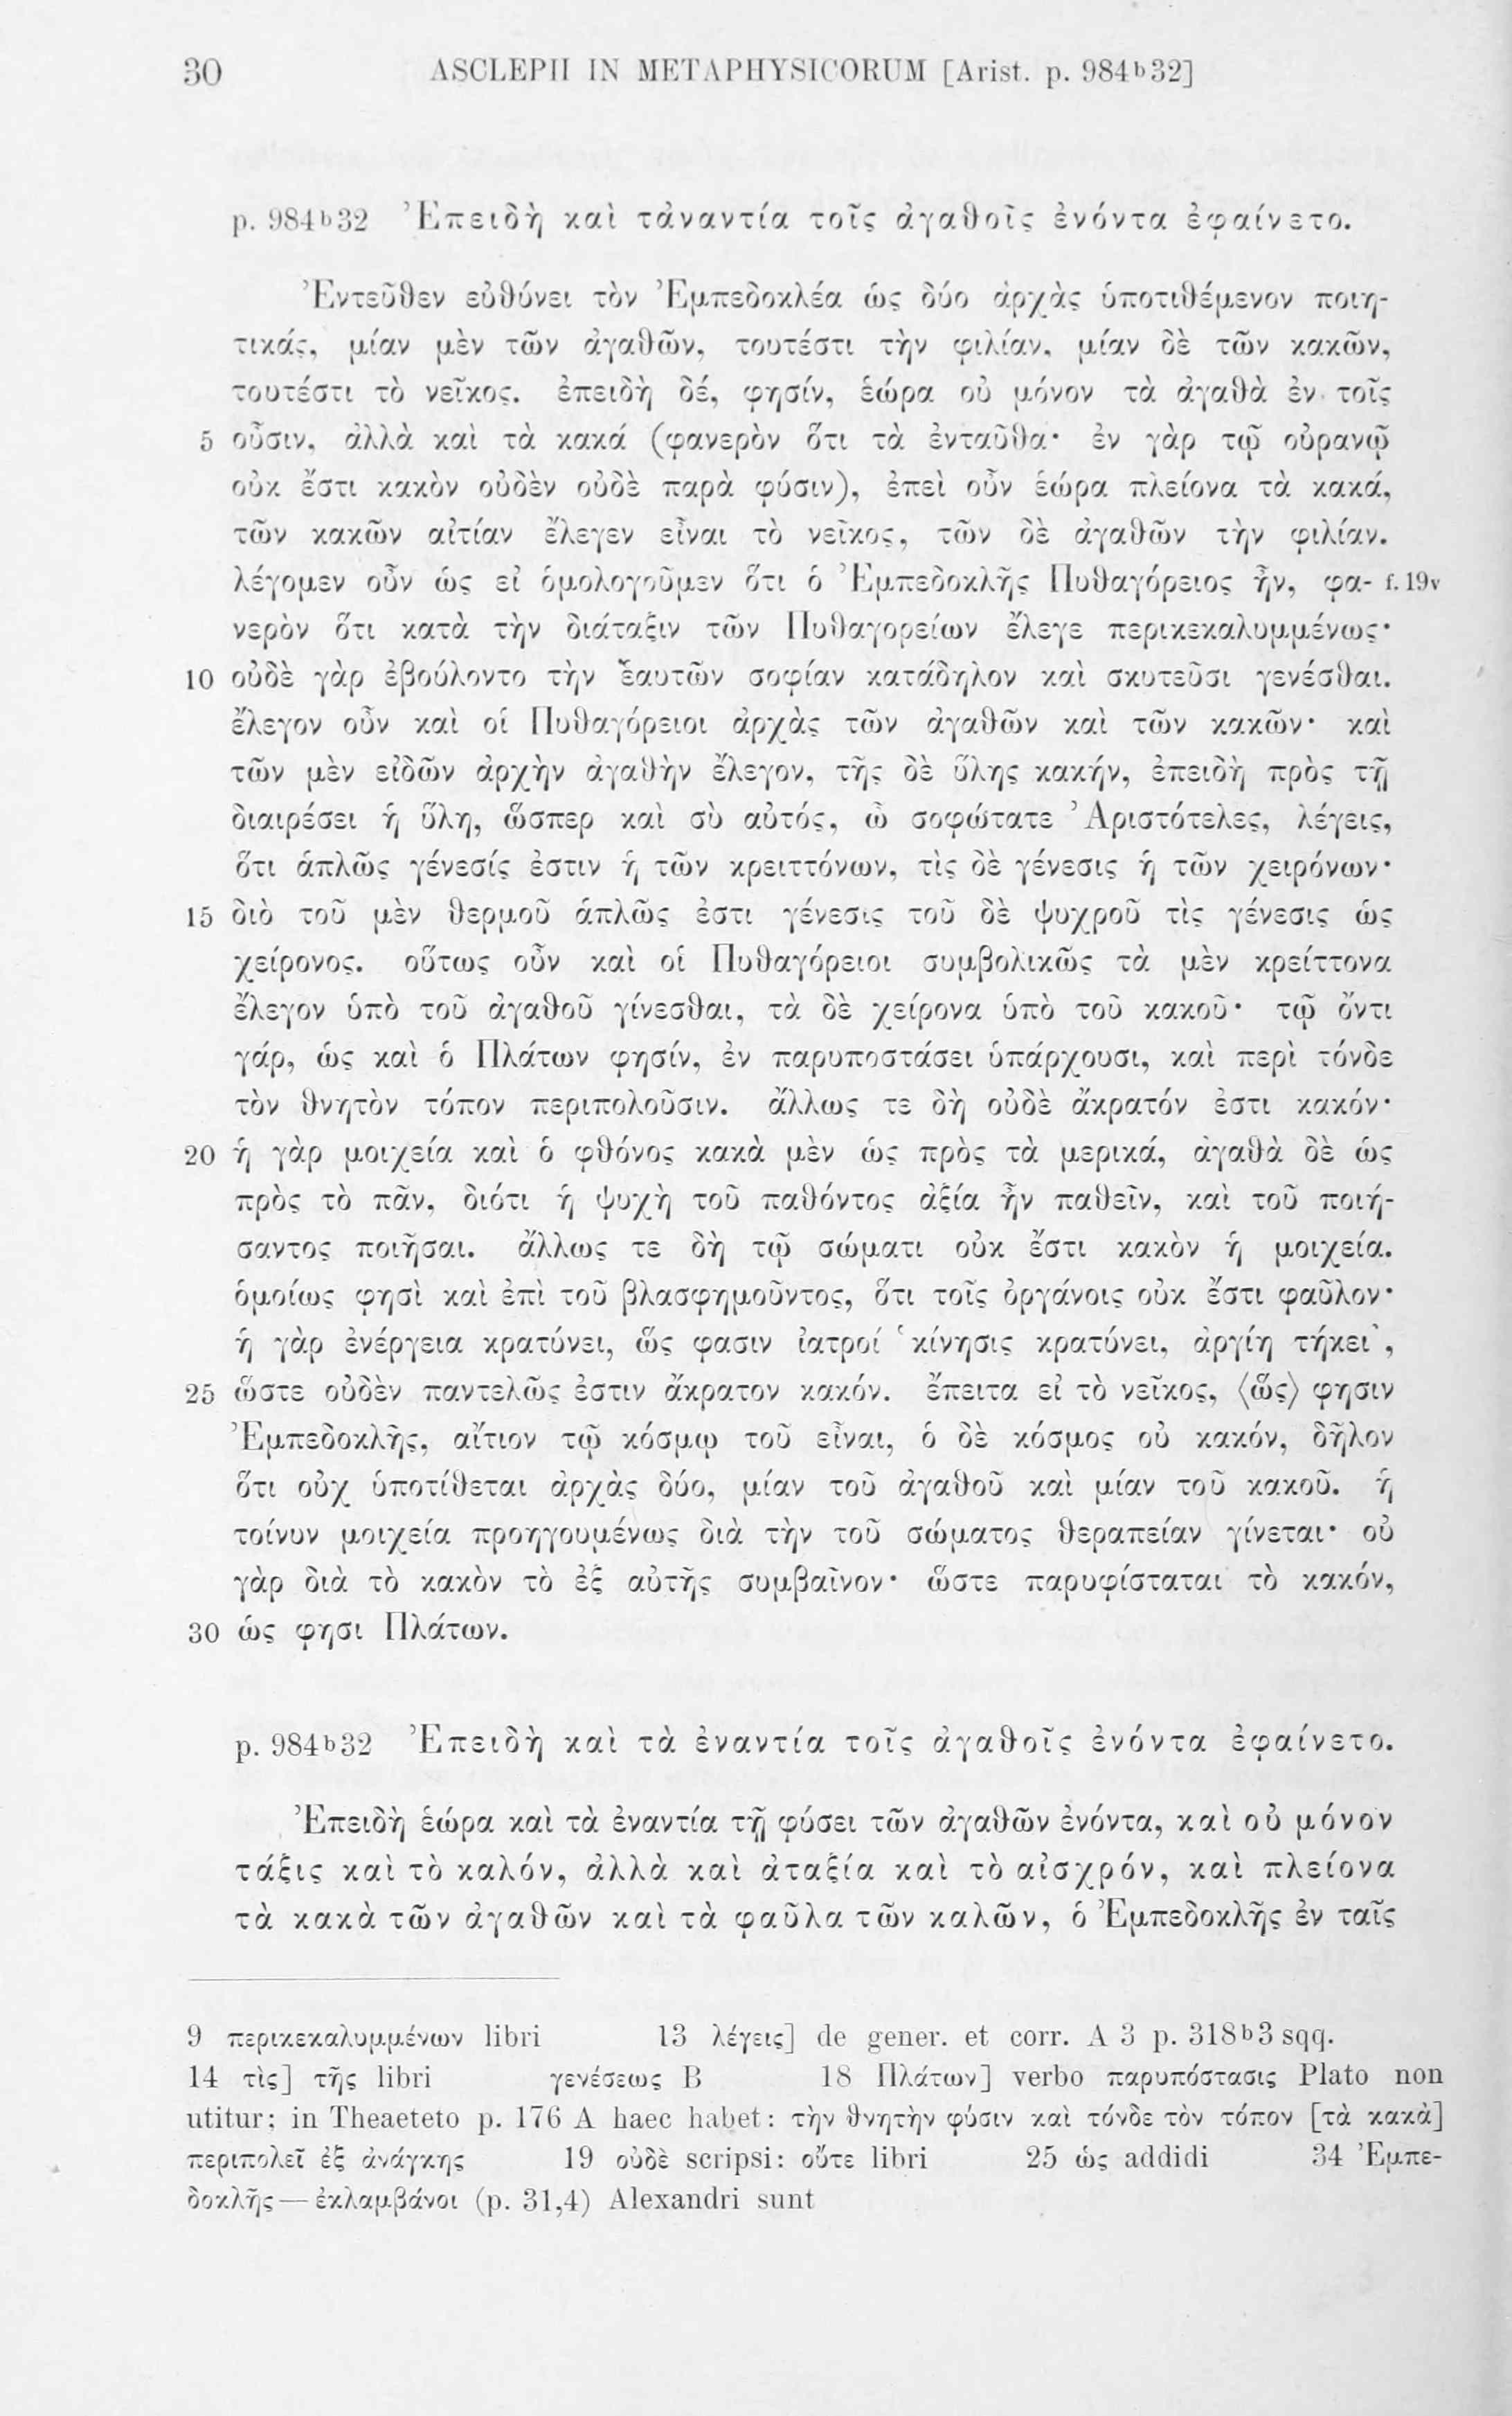 30 ASCLEPII IN METAPHYSICORUM [Arist. p. 984b32]
p. 984b32 Ἐπειδὴ καὶ τἀναντία τοῖς ἀγαθοῖς ἐνόντα ἐφαίνετο.
Ἐντεῦθεν εὐθύνει τὸν Ἐμπεδοκλέα ὡς δύο ἀρχὰς ὑποτιθέμενον ποιη-
τικάς, μίαν μὲν τῶν ἀγαθῶν, τουτέστι τὴν φιλίαν, μίαν δὲ τῶν κακῶν,
τουτέστι τὸ νεῖκος. ἐπειδὴ δέ, φησίν, ἑώρα οὐ μόνον τὰ ἀγαθὰ ἐν τοῖς
5 οὖσιν, ἀλλὰ καὶ τὰ κακά (φανερὸν ὅτι τὰ ἐνταῦθα· ἐν γὰρ τῷ οὐρανῷ
οὐκ ἔστι κακὸν οὐδὲν οὐδὲ παρὰ φύσιν), ἐπεὶ οὖν ἑώρα πλείονα τὰ κακά,
τῶν κακῶν αἰτίαν ἔλεγεν εἶναι τὸ νεῖκος, τῶν δὲ ἀγαθῶν τὴν φιλίαν.
λέγομεν οὖν ὡς εἰ ὁμολογοῦμεν ὅτι ὁ Ἐμπεδοκλῆς Πυθαγόρειος ἦν, φα- f. 19v
νερὸν ὅτι κατὰ τὴν διάταξιν τῶν Πυθαγορείων ἔλεγε περικεκαλυμμένως·
10 οὐδὲ γὰρ ἐβούλοντο τὴν ἑαυτῶν σοφίαν κατάδηλον καὶ σκυτεῦσι γενέσθαι.
ἔλεγον οὖν καὶ οἱ Πυθαγόρειοι ἀρχὰς τῶν ἀγαθῶν καὶ τῶν κακῶν· καὶ
τῶν μὲν εἰδῶν ἀρχὴν ἀγαθὴν ἔλεγον, τῆς δὲ ὕλης κακήν, ἐπειδὴ πρὸς τῇ
διαιρέσει ἡ ὕλη, ὥσπερ καὶ σὺ αὐτός, ὦ σοφώτατε Ἀριστότελες, λέγεις,
ὅτι ἁπλῶς γένεσίς ἐστιν ἡ τῶν κρειττόνων, τὶς δὲ γένεσις ἡ τῶν χειρόνων·
15 διὸ τοῦ μὲν θερμοῦ ἁπλῶς ἐστι γένεσις τοῦ δὲ ψυχροῦ τὶς γένεσις ὡς
χείρονος. οὕτως οὖν καὶ οἱ Πυθαγόρειοι συμβολικῶς τὰ μὲν κρείττονα
ἔλεγον ὑπὸ τοῦ ἀγαθοῦ γίνεσθαι, τὰ δὲ χείρονα ὑπὸ τοῦ κακοῦ· τῷ ὄντι
γάρ, ὡς καὶ ὁ Πλάτων φησίν, ἐν παρυποστάσει ὑπάρχουσι, καὶ περὶ τόνδε
τὸν θνητὸν τόπον περιπολοῦσιν. ἄλλως τε δὴ οὐδὲ ἄκρατόν ἐστι κακόν·
20 ἡ γὰρ μοιχεία καὶ ὁ φθόνος κακὰ μὲν ὡς πρὸς τὰ μερικά, ἀγαθὰ δὲ ὡς
πρὸς τὸ πᾶν, διότι ἡ ψυχὴ τοῦ παθόντος ἀξία ἦν παθεῖν, καὶ τοῦ ποιή-
σαντος ποιῆσαι. ἄλλως τε δὴ τῷ σώματι οὐκ ἔστι κακὸν ἡ μοιχεία.
ὁμοίως φησὶ καὶ ἐπὶ τοῦ βλασφημοῦντος, ὅτι τοῖς ὀργάνοις οὐκ ἔστι φαῦλον·
ἡ γὰρ ἐνέργεια κρατύνει, ὥς φασιν ἰατροί ‘κίνησις κρατύνει, ἀργίη τήκει’,
25 ὥστε οὐδὲν παντελῶς ἐστιν ἄκρατον κακόν. ἔπειτα εἰ τὸ νεῖκος, ⟨ὥς⟩ φησιν
Ἐμπεδοκλῆς, αἴτιον τῷ κόσμῳ τοῦ εἶναι, ὁ δὲ κόσμος οὐ κακόν, δῆλον
ὅτι οὐχ ὑποτίθεται ἀρχὰς δύο, μίαν τοῦ ἀγαθοῦ καὶ μίαν τοῦ κακοῦ. ἡ
τοίνυν μοιχεία προηγουμένως διὰ τὴν τοῦ σώματος θεραπείαν γίνεται· οὐ
γὰρ διὰ τὸ κακὸν τὸ ἐξ αὐτῆς συμβαῖνον· ὥστε παρυφίσταται τὸ κακόν,
30 ὡς φησι Πλάτων.
p. 984b32 Ἐπειδὴ καὶ τὰ ἐναντία τοῖς ἀγαθοῖς ἐνόντα ἐφαίνετο.
Ἐπειδὴ ἑώρα καὶ τὰ ἐναντία τῇ φύσει τῶν ἀγαθῶν ἐνόντα, καὶ οὐ μόνον
τάξις καὶ τὸ καλόν, ἀλλὰ καὶ ἀταξία καὶ τὸ αἰσχρόν, καὶ πλείονα
τὰ κακὰ τῶν ἀγαθῶν καὶ τὰ φαῦλα τῶν καλῶν, ὁ Ἐμπεδοκλῆς ἐν ταῖς
9 περικεκαλυμμένων libri 13 λέγεις] de gener. et corr. A 3 p. 318b3 sqq.
14 τὶς] τῆς libri γενέσεως B 18 Πλάτων] verbo παρυπόστασις Plato non
utitur; in Theaeteto p. 176 A haec habet: τὴν θνητὴν φύσιν καὶ τόνδε τὸν τόπον [τὰ κακὰ]
περιπολεῖ ἐξ ἀνάγκης 19 οὐδὲ scripsi: οὔτε libri 25 ὡς addidi 34 Ἐμπε-
δοκλῆς — ἐκλαμβάνοι (p. 31,4) Alexandri sunt